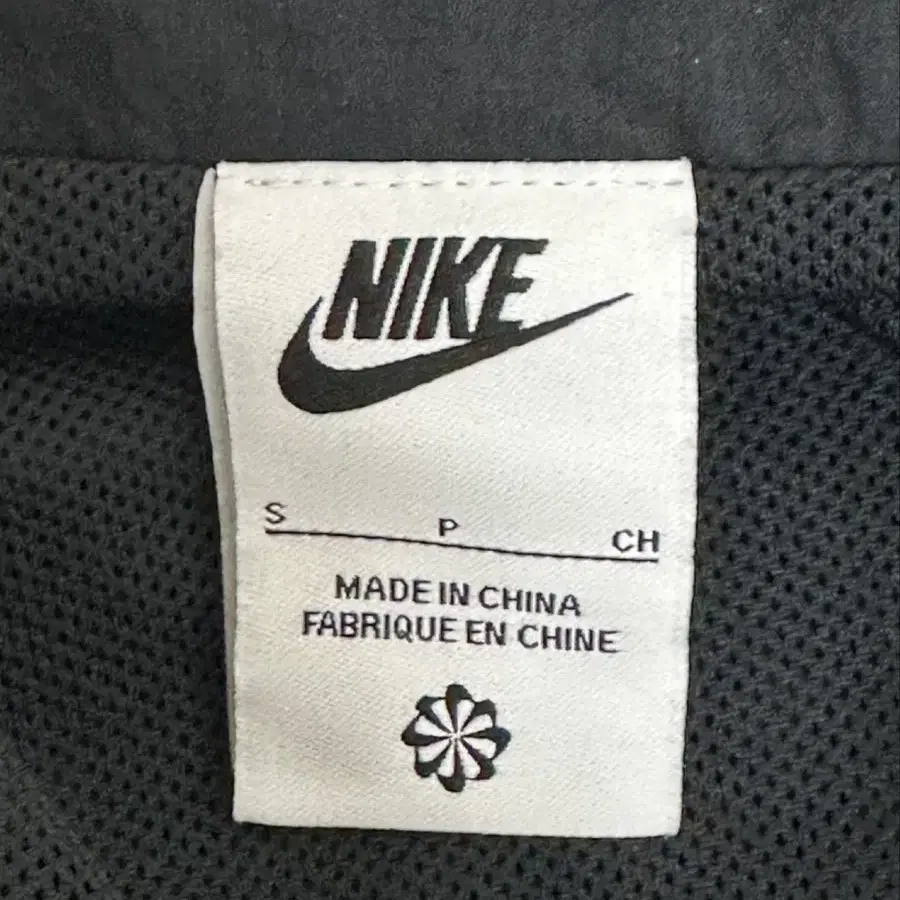 NIKE
S P CH
MADE IN CHINA
FABRIQUE EN CHINE